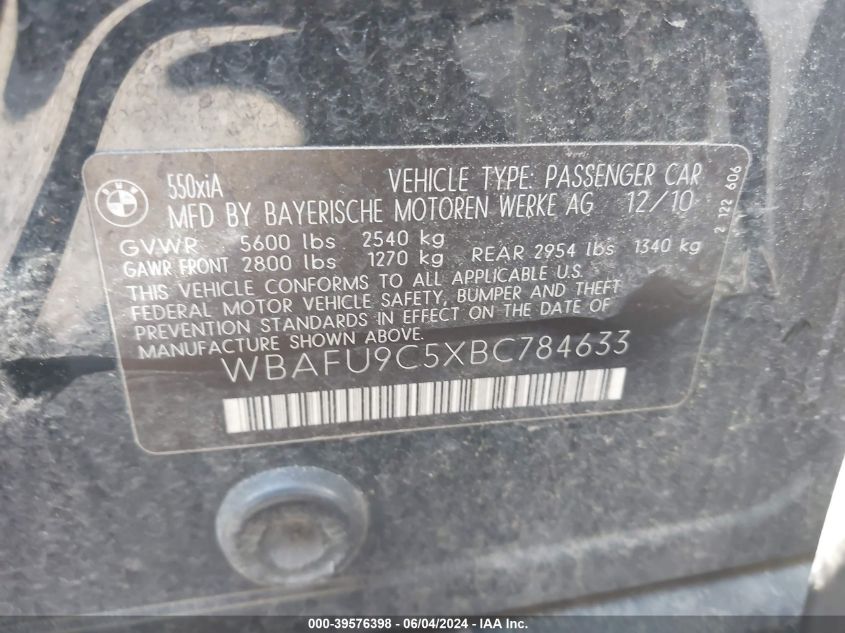 BMW
550xiA VEHICLE TYPE: PASSENGER CAR
MFD BY BAYERISCHE MOTOREN WERKE AG 12/10
GVWR 5600 lbs 2540 kg
GAWR FRONT 2800 lbs 1270 kg REAR 2954 lbs 1340 kg
THIS VEHICLE CONFORMS TO ALL APPLICABLE U.S.
FEDERAL MOTOR VEHICLE SAFETY, BUMPER AND THEFT
PREVENTION STANDARDS IN EFFECT ON THE DATE OF
MANUFACTURE SHOWN ABOVE.
WBAFU9C5XBC784633
2 122 606
000-39576398 - 06/04/2024 - IAAI.COM